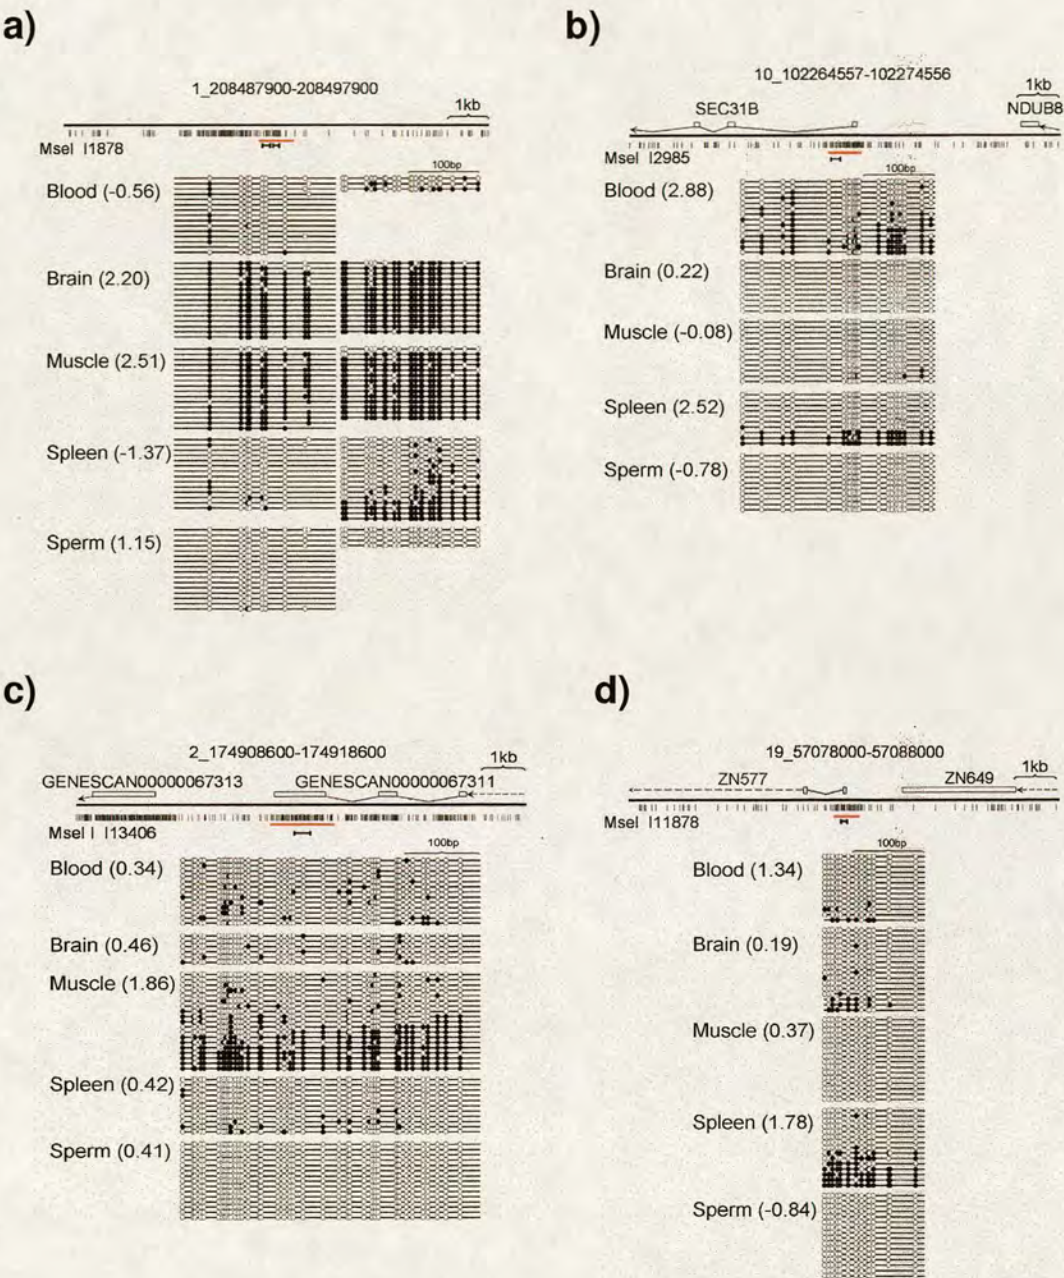 a)
1_208487900-208497900
1kb
MseI I1878
100bp
Blood (-0.56)
Brain (2.20)
Muscle (2.51)
Spleen (-1.37)
Sperm (1.15)
b)
10_102264557-102274556
1kb
SEC31B
NDUB8
MseI I2985
100bp
Blood (2.88)
Brain (0.22)
Muscle (-0.08)
Spleen (2.52)
Sperm (-0.78)
c)
2_174908600-174918600
1kb
GENESCAN00000067313 GENESCAN00000067311
MseI I I13406
100bp
Blood (0.34)
Brain (0.46)
Muscle (1.86)
Spleen (0.42)
Sperm (0.41)
d)
19_57078000-57088000
ZN577 ZN649 1kb
MseI I11878
100bp
Blood (1.34)
Brain (0.19)
Muscle (0.37)
Spleen (1.78)
Sperm (-0.84)